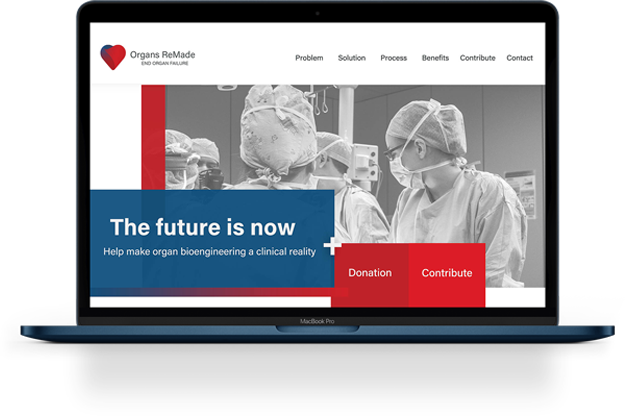 Organs ReMade
END ORGAN FAILURE
Problem Solution Process Benefits Contribute Contact
The future is now
Help make organ bioengineering a clinical reality
Donation Contribute
MacBook Pro